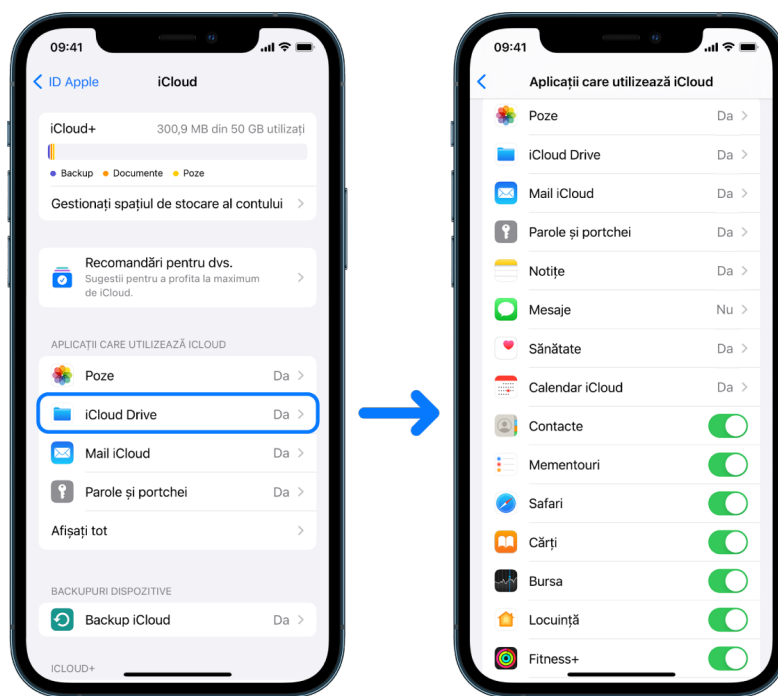 09:41
ID Apple
iCloud
iCloud+
300,9 MB din 50 GB utilizați
Backup
Documente
Poze
Gestionați spațiul de stocare al contului
Recomandări pentru dvs.
Sugestii pentru a profita la maximum
de iCloud.
APLICAȚII CARE UTILIZEAZĂ ICLOUD
Poze Da
iCloud Drive Da
Mail iCloud Da
Parole și portchei Da
Afișați tot
BACKUPURI DISPOZITIVE
Backup iCloud Da
ICLOUD+
09:41
Aplicații care utilizează iCloud
Poze Da
iCloud Drive Da
Mail iCloud Da
Parole și portchei Da
Notițe Da
Mesaje Nu
Sănătate Da
Calendar iCloud Da
Contacte
Mementouri
Safari
Cărți
Bursa
Locuință
Fitness+